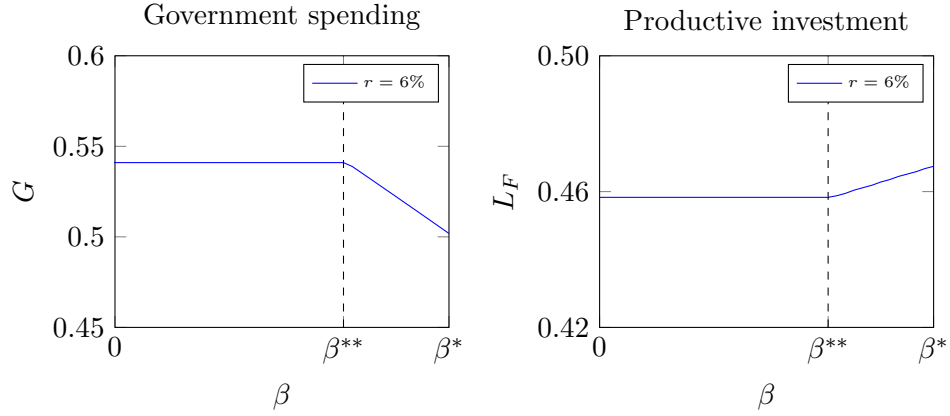 Government spending
0.6
0.55
0.5
0.45
G
r = 6%
0
β**
β*
β
Productive investment
0.50
0.46
0.42
L_F
r = 6%
0
β**
β*
β